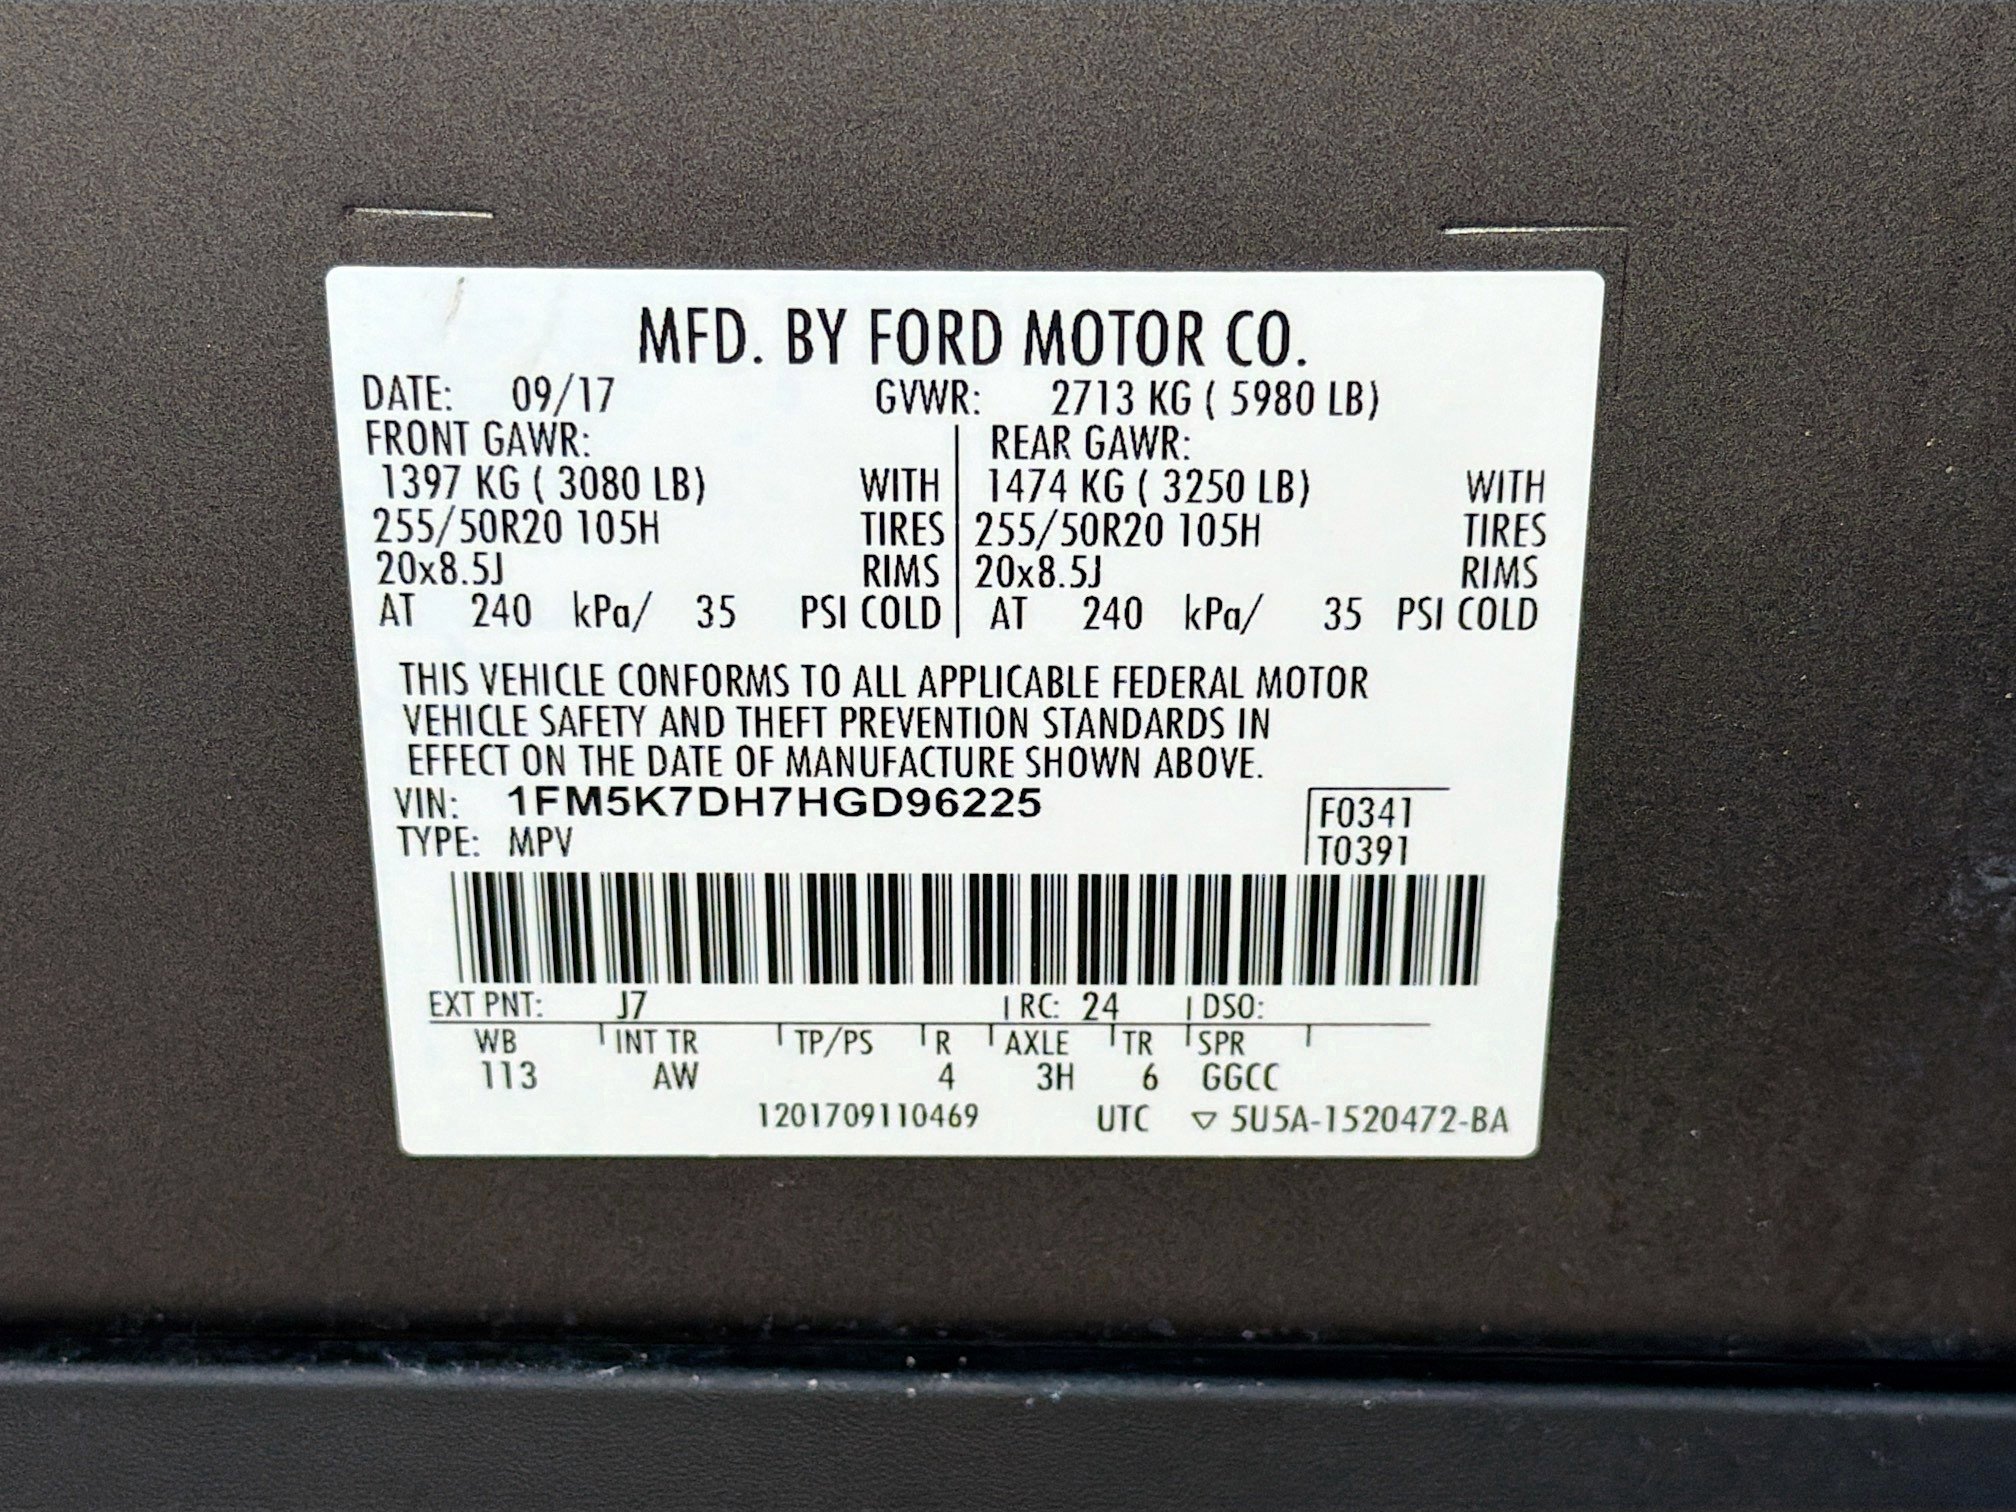 MFD. BY FORD MOTOR CO.
DATE: 09/17 GVWR: 2713 KG ( 5980 LB)
FRONT GAWR: REAR GAWR:
1397 KG ( 3080 LB) WITH 1474 KG ( 3250 LB) WITH
255/50R20 105H TIRES 255/50R20 105H TIRES
20x8.5J RIMS 20x8.5J RIMS
AT 240 kPa/ 35 PSI COLD AT 240 kPa/ 35 PSI COLD
THIS VEHICLE CONFORMS TO ALL APPLICABLE FEDERAL MOTOR
VEHICLE SAFETY AND THEFT PREVENTION STANDARDS IN
EFFECT ON THE DATE OF MANUFACTURE SHOWN ABOVE.
VIN: 1FM5K7DH7HGD96225 F0341
TYPE: MPV T0391
EXT PNT: J7 RC: 24 DSO:
WB INT TR TP/PS R AXLE TR SPR
113 AW 4 3H 6 GGCC
1201709110469 UTC ▽ 5U5A-1520472-BA